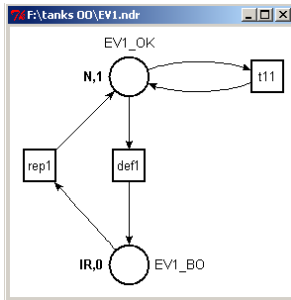 F:\tanks OO\EV1.ndr
EV1_OK
N,1
t11
rep1
def1
IR,0
EV1_BO